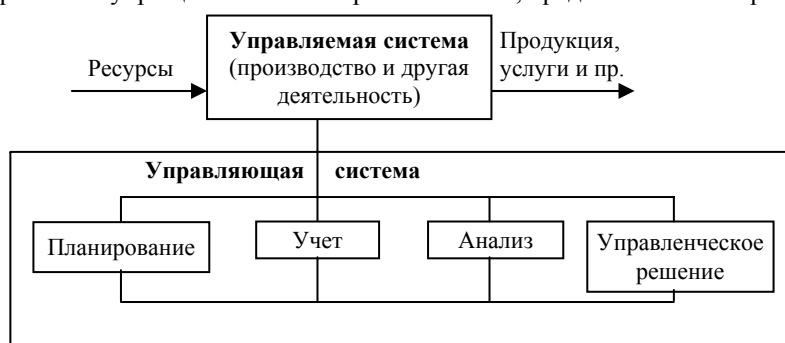 Управляемая система
(производство и другая
деятельность)
Ресурсы
Продукция,
услуги и пр.
Управляющая система
Планирование
Учет
Анализ
Управленческое
решение